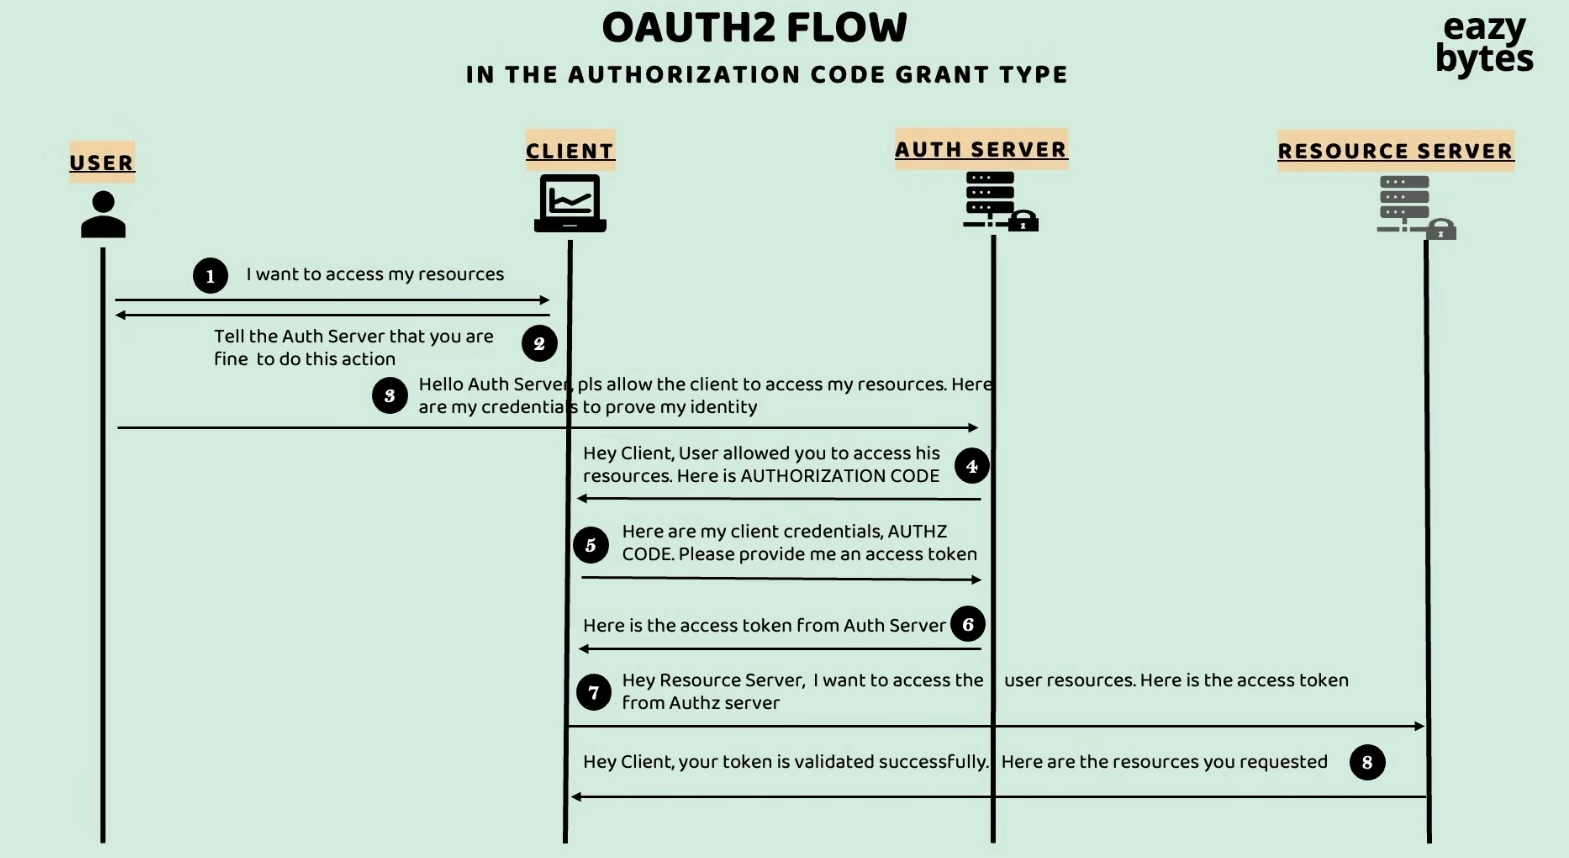 OAUTH2 FLOW
IN THE AUTHORIZATION CODE GRANT TYPE
eazy
bytes
USER
CLIENT
AUTH SERVER
RESOURCE SERVER
1 I want to access my resources
Tell the Auth Server that you are
fine to do this action
2
3
Hello Auth Server, pls allow the client to access my resources. Here
are my credentials to prove my identity
Hey Client, User allowed you to access his
resources. Here is AUTHORIZATION CODE
4
5
Here are my client credentials, AUTHZ
CODE. Please provide me an access token
Here is the access token from Auth Server 6
7
Hey Resource Server, I want to access the user resources. Here is the access token
from Authz server
Hey Client, your token is validated successfully. Here are the resources you requested 8